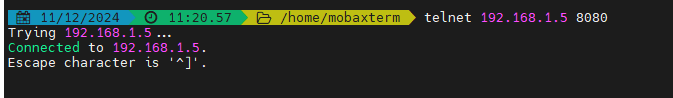 11/12/2024 11:20.57 /home/mobaxterm telnet 192.168.1.5 8080
Trying 192.168.1.5...
Connected to 192.168.1.5.
Escape character is '^]'.